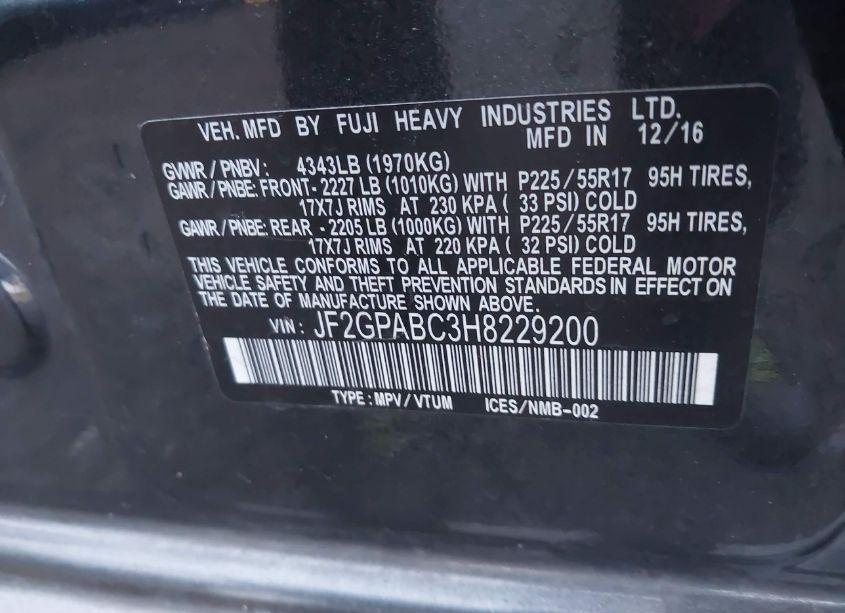 VEH. MFD BY FUJI HEAVY INDUSTRIES LTD.
MFD IN 12/16
GVWR / PNBV: 4343LB (1970KG)
GAWR / PNBE: FRONT- 2227 LB (1010KG) WITH P225/55R17 95H TIRES,
17X7J RIMS AT 230 KPA ( 33 PSI) COLD
GAWR / PNBE: REAR - 2205 LB (1000KG) WITH P225/55R17 95H TIRES,
17X7J RIMS AT 220 KPA ( 32 PSI) COLD
THIS VEHICLE CONFORMS TO ALL APPLICABLE FEDERAL MOTOR
VEHICLE SAFETY AND THEFT PREVENTION STANDARDS IN EFFECT ON
THE DATE OF MANUFACTURE SHOWN ABOVE.
VIN : JF2GPABC3H8229200
TYPE : MPV/VTUM ICES/NMB-002